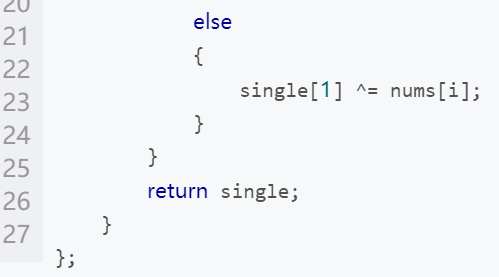 20
21 else
22 {
23 single[1] ^= nums[i];
24 }
25 }
26 return single;
27 }
};